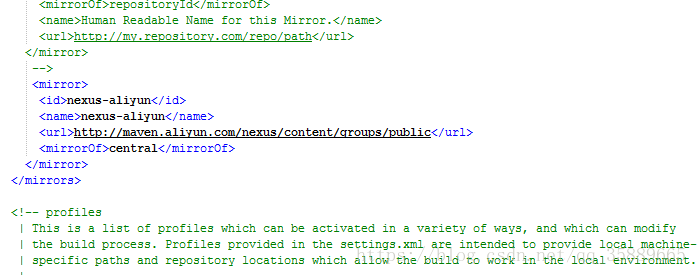 <mirrorOf>repositoryId</mirrorOf>
<name>Human Readable Name for this Mirror.</name>
<url>http://my.repository.com/repo/path</url>
</mirror>
-->
<mirror>
<id>nexus-aliyun</id>
<name>nexus-aliyun</name>
<url>http://maven.aliyun.com/nexus/content/groups/public</url>
<mirrorOf>central</mirrorOf>
</mirror>
</mirrors>
<!-- profiles
| This is a list of profiles which can be activated in a variety of ways, and which can modify
| the build process. Profiles provided in the settings.xml are intended to provide local machine-
| specific paths and repository locations which allow the build to work in the local environment.